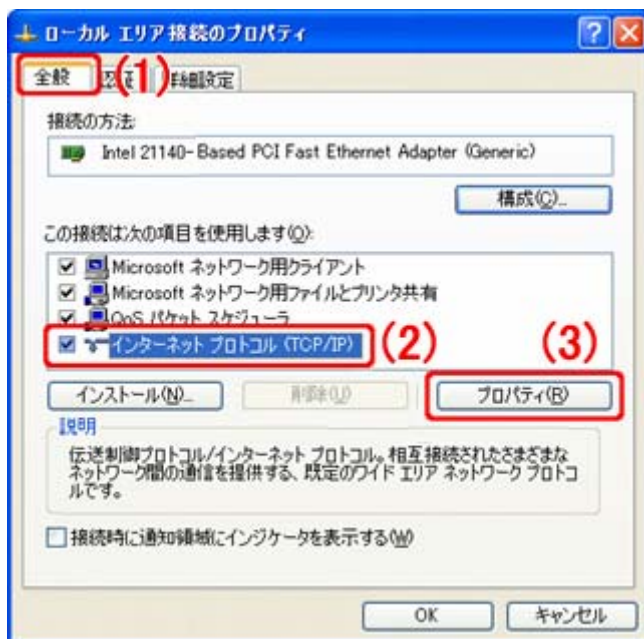 ローカル エリア接続のプロパティ
全般 (1) 詳細設定
接続の方法:
Intel 21140-Based PCI Fast Ethernet Adapter (Generic)
構成(C)...
この接続は次の項目を使用します(O):
Microsoft ネットワーク用クライアント
Microsoft ネットワーク用ファイルとプリンタ共有
QoS パケット スケジューラ
インターネット プロトコル (TCP/IP) (2) (3)
インストール(N)... 削除(U) プロパティ(R)
説明
伝送制御プロトコル/インターネット プロトコル。相互接続されたさまざまな
ネットワーク間の通信を提供する、既定のワイド エリア ネットワーク プロトコ
ルです。
接続時に通知領域にインジケータを表示する(W)
OK キャンセル